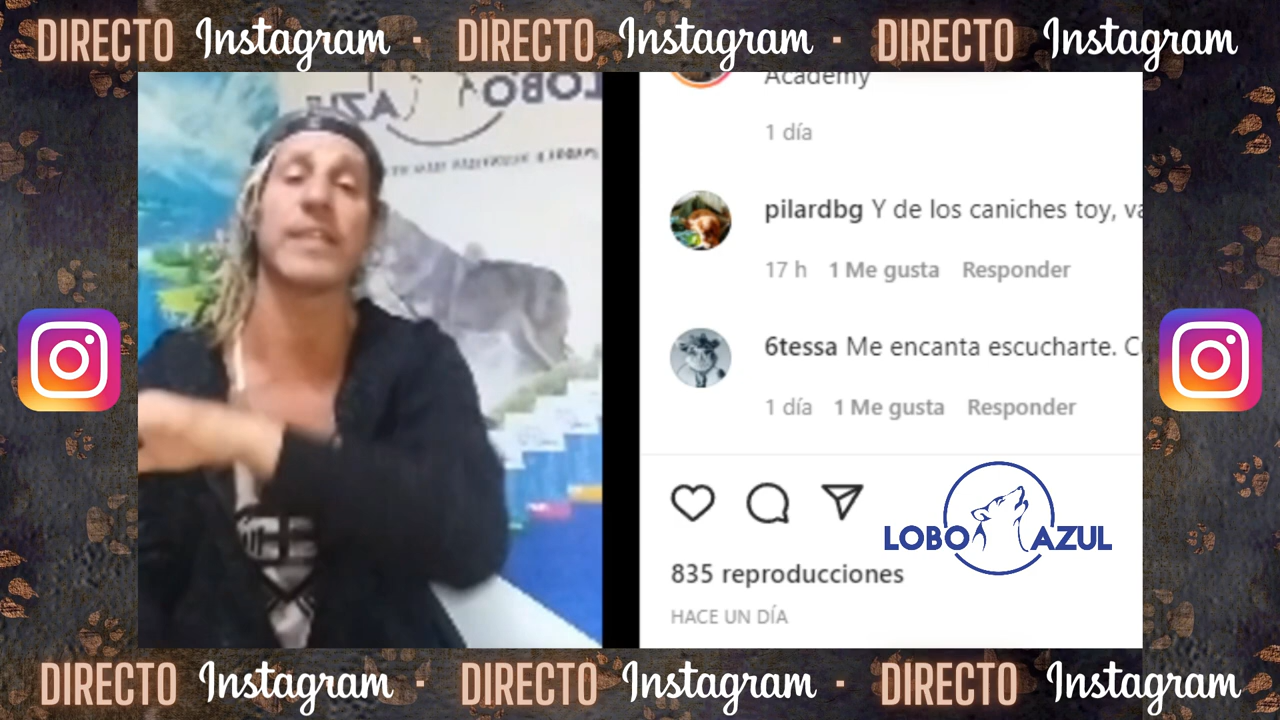 DIRECTO Instagram · DIRECTO Instagram · DIRECTO Instagram
LOBO AZUL
Academy
1 día
pilardbg Y de los caniches toy, va
17 h 1 Me gusta Responder
6tessa Me encanta escucharte. C
1 día 1 Me gusta Responder
LOBO AZUL
835 reproducciones
HACE UN DÍA
DIRECTO Instagram · DIRECTO Instagram · DIRECTO Instagram